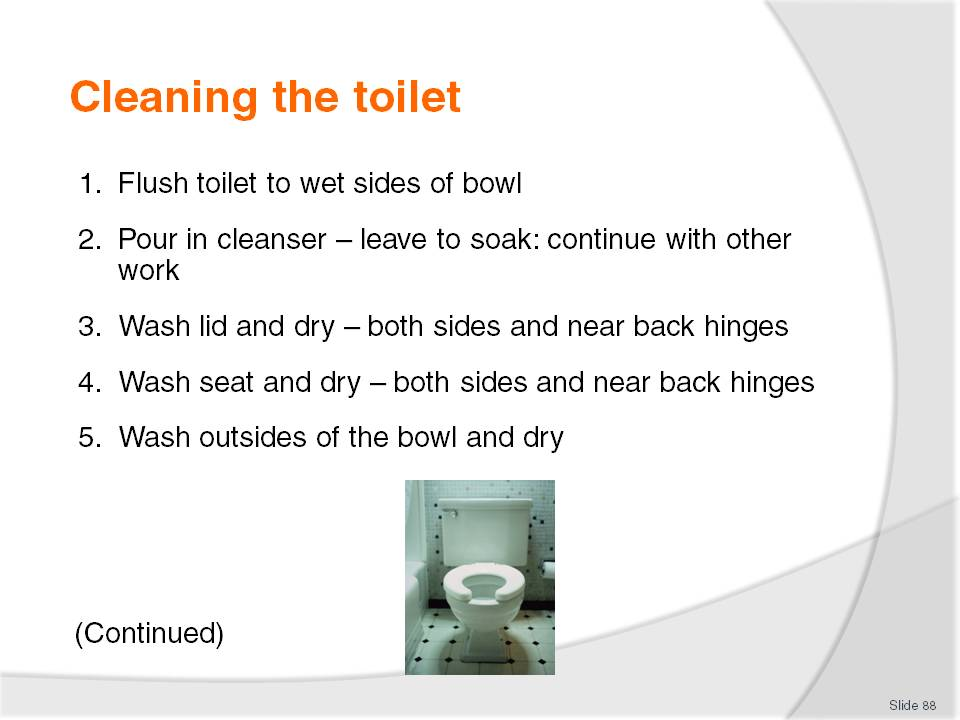 Cleaning the toilet
1. Flush toilet to wet sides of bowl
2. Pour in cleanser – leave to soak: continue with other
work
3. Wash lid and dry – both sides and near back hinges
4. Wash seat and dry – both sides and near back hinges
5. Wash outsides of the bowl and dry
(Continued)
Slide 88